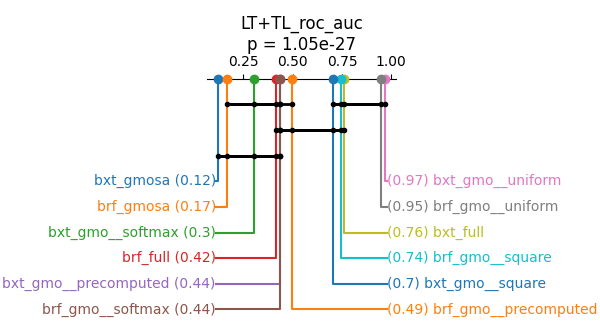 LT+TL_roc_auc
p = 1.05e-27
0.25 0.50 0.75 1.00
bxt_gmosa (0.12)
(0.97) bxt_gmo__uniform
brf_gmosa (0.17)
(0.95) brf_gmo__uniform
bxt_gmo__softmax (0.3)
(0.76) bxt_full
brf_full (0.42)
(0.74) brf_gmo__square
bxt_gmo__precomputed (0.44)
(0.7) bxt_gmo__square
brf_gmo__softmax (0.44)
(0.49) brf_gmo__precomputed